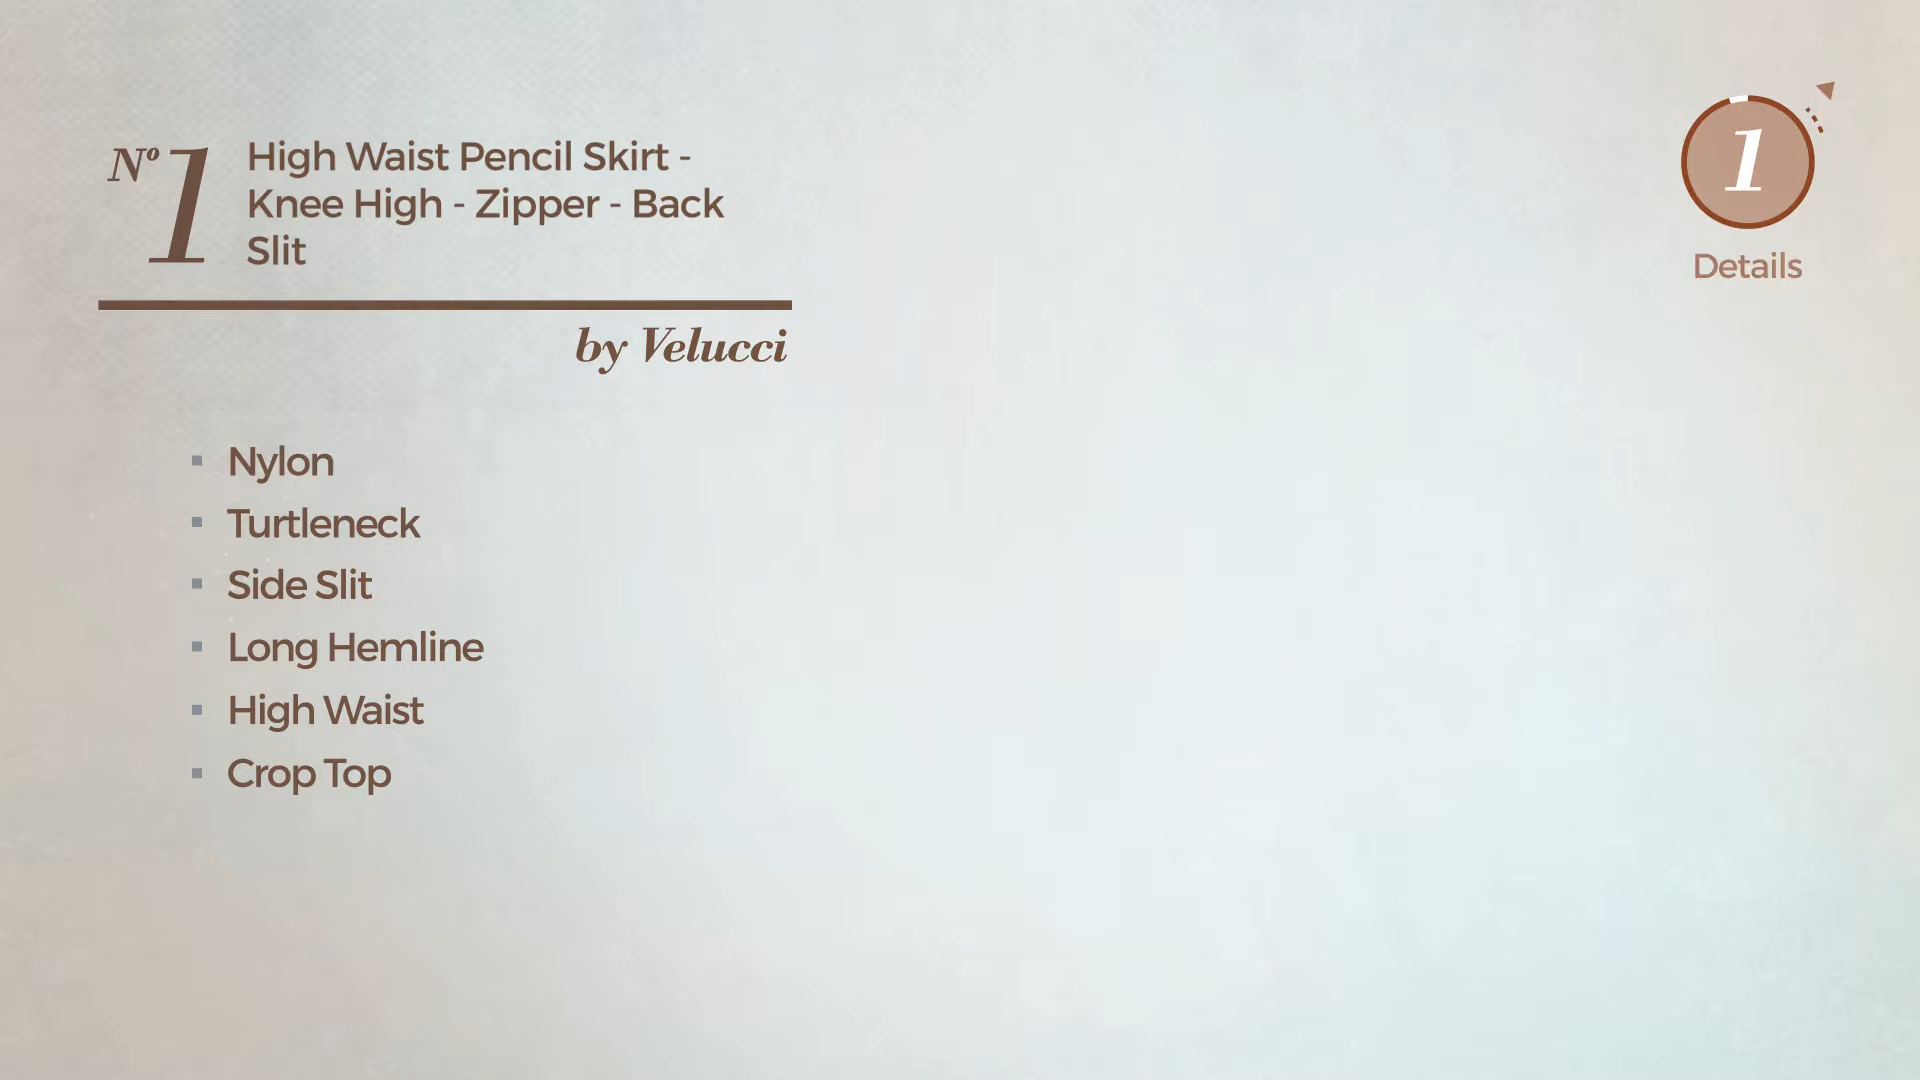 Nº 1
High Waist Pencil Skirt -
Knee High - Zipper - Back
Slit
by Velucci
1
Details
Nylon
Turtleneck
Side Slit
Long Hemline
High Waist
Crop Top